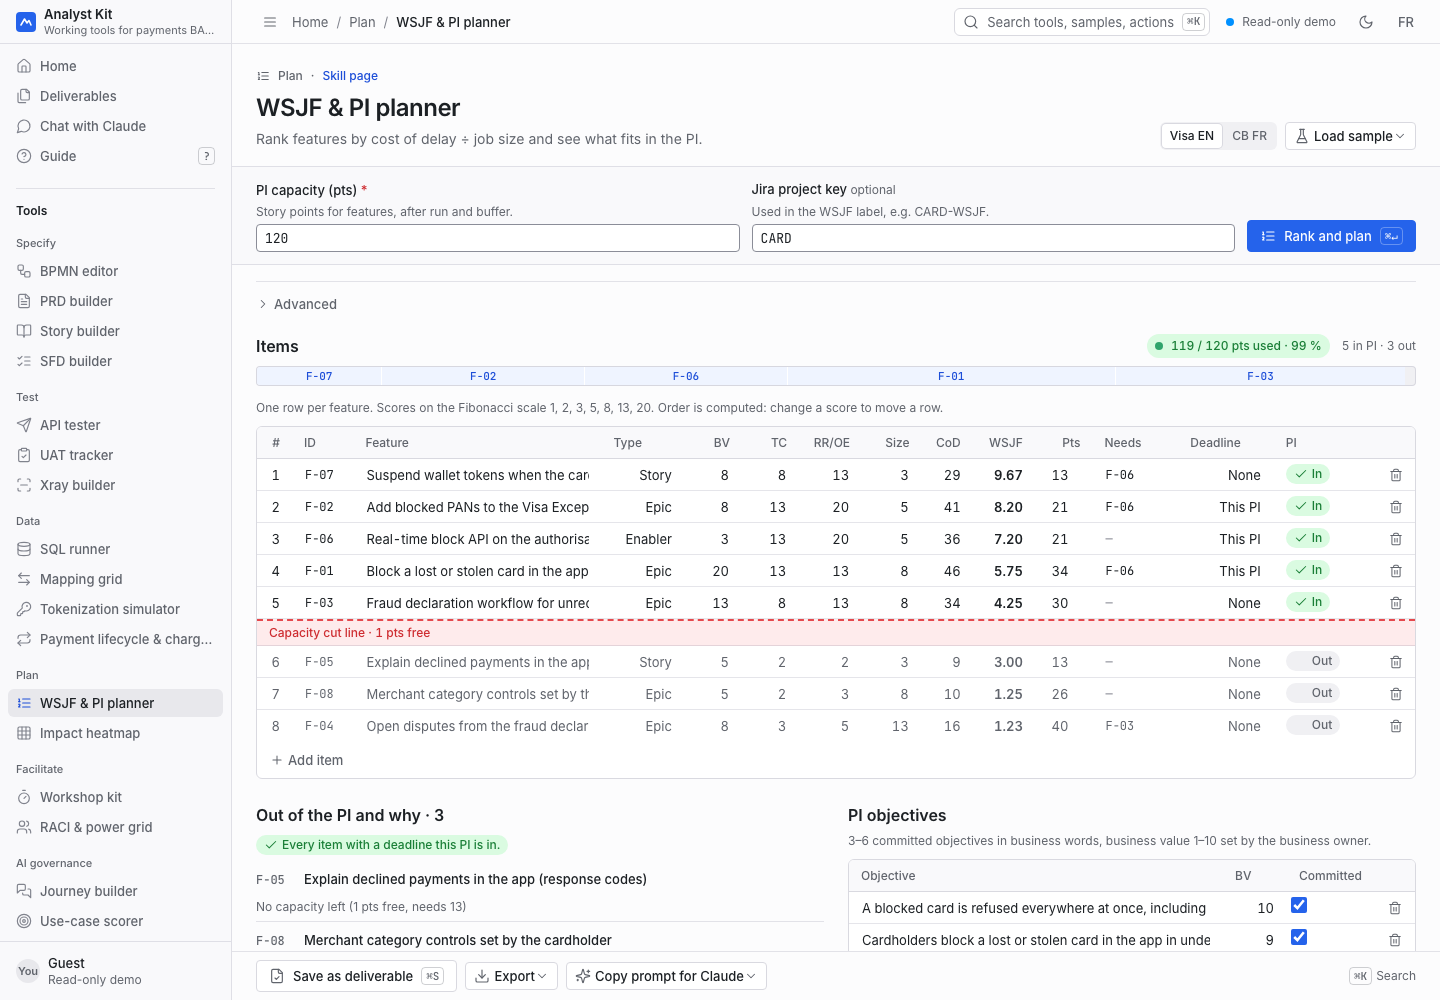 Analyst Kit
Working tools for payments BA...
Home
Deliverables
Chat with Claude
Guide ?
Tools
Specify
BPMN editor
PRD builder
Story builder
SFD builder
Test
API tester
UAT tracker
Xray builder
Data
SQL runner
Mapping grid
Tokenization simulator
Payment lifecycle & charg...
Plan
WSJF & PI planner
Impact heatmap
Facilitate
Workshop kit
RACI & power grid
AI governance
Journey builder
Use-case scorer
You
Guest
Read-only demo
Home / Plan / WSJF & PI planner
Search tools, samples, actions ⌘K
Read-only demo
FR
Plan · Skill page
WSJF & PI planner
Rank features by cost of delay ÷ job size and see what fits in the PI.
Visa EN CB FR
Load sample
PI capacity (pts) *
Story points for features, after run and buffer.
120
Jira project key optional
Used in the WSJF label, e.g. CARD-WSJF.
CARD
Rank and plan ⌘↵
Advanced
Items
119 / 120 pts used · 99 %
5 in PI · 3 out
F-07 F-02 F-06 F-01 F-03
One row per feature. Scores on the Fibonacci scale 1, 2, 3, 5, 8, 13, 20. Order is computed: change a score to move a row.
# ID Feature Type BV TC RR/OE Size CoD WSJF Pts Needs Deadline PI
1 F-07 Suspend wallet tokens when the car Story 8 8 13 3 29 9.67 13 F-06 None In
2 F-02 Add blocked PANs to the Visa Excep Epic 8 13 20 5 41 8.20 21 F-06 This PI In
3 F-06 Real-time block API on the authorisa Enabler 3 13 20 5 36 7.20 21 – This PI In
4 F-01 Block a lost or stolen card in the app Epic 20 13 13 8 46 5.75 34 F-06 This PI In
5 F-03 Fraud declaration workflow for unrec Epic 13 8 13 8 34 4.25 30 – None In
Capacity cut line · 1 pts free
6 F-05 Explain declined payments in the app Story 5 2 2 3 9 3.00 13 – None Out
7 F-08 Merchant category controls set by th Epic 5 2 3 8 10 1.25 26 – None Out
8 F-04 Open disputes from the fraud declar Epic 8 3 5 13 16 1.23 40 F-03 None Out
+ Add item
Out of the PI and why · 3
Every item with a deadline this PI is in.
F-05 Explain declined payments in the app (response codes)
No capacity left (1 pts free, needs 13)
F-08 Merchant category controls set by the cardholder
PI objectives
3–6 committed objectives in business words, business value 1–10 set by the business owner.
Objective BV Committed
A blocked card is refused everywhere at once, including 10
Cardholders block a lost or stolen card in the app in unde 9
Save as deliverable ⌘S
Export
Copy prompt for Claude
⌘K Search